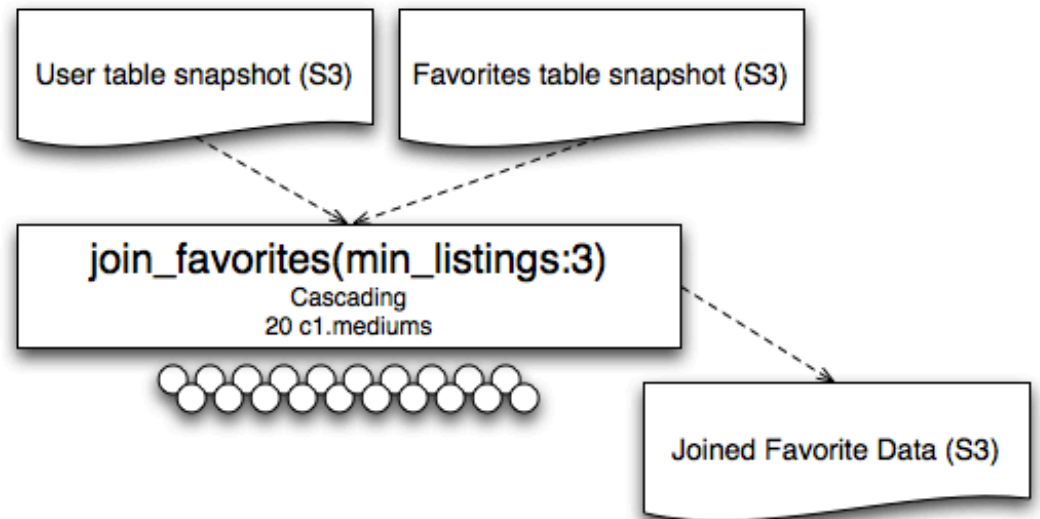 User table snapshot (S3)
Favorites table snapshot (S3)
join_favorites(min_listings:3)
Cascading
20 c1.mediums
Joined Favorite Data (S3)